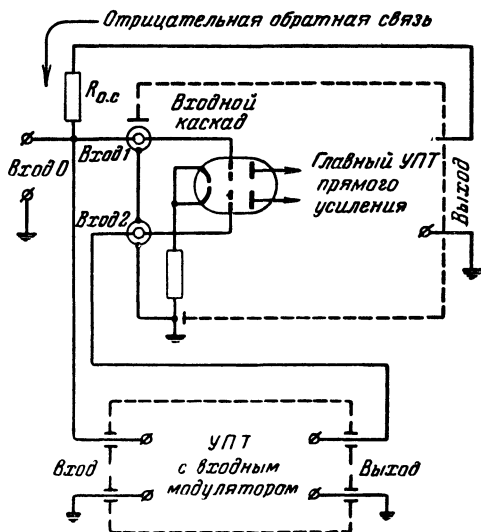 Отрицательная обратная связь
Rо.с
Входной
каскад
Вход 0
Вход 1
Вход 2
Главный УПТ
прямого
усиления
Выход
УПТ
с входным
модулятором
Вход
Выход